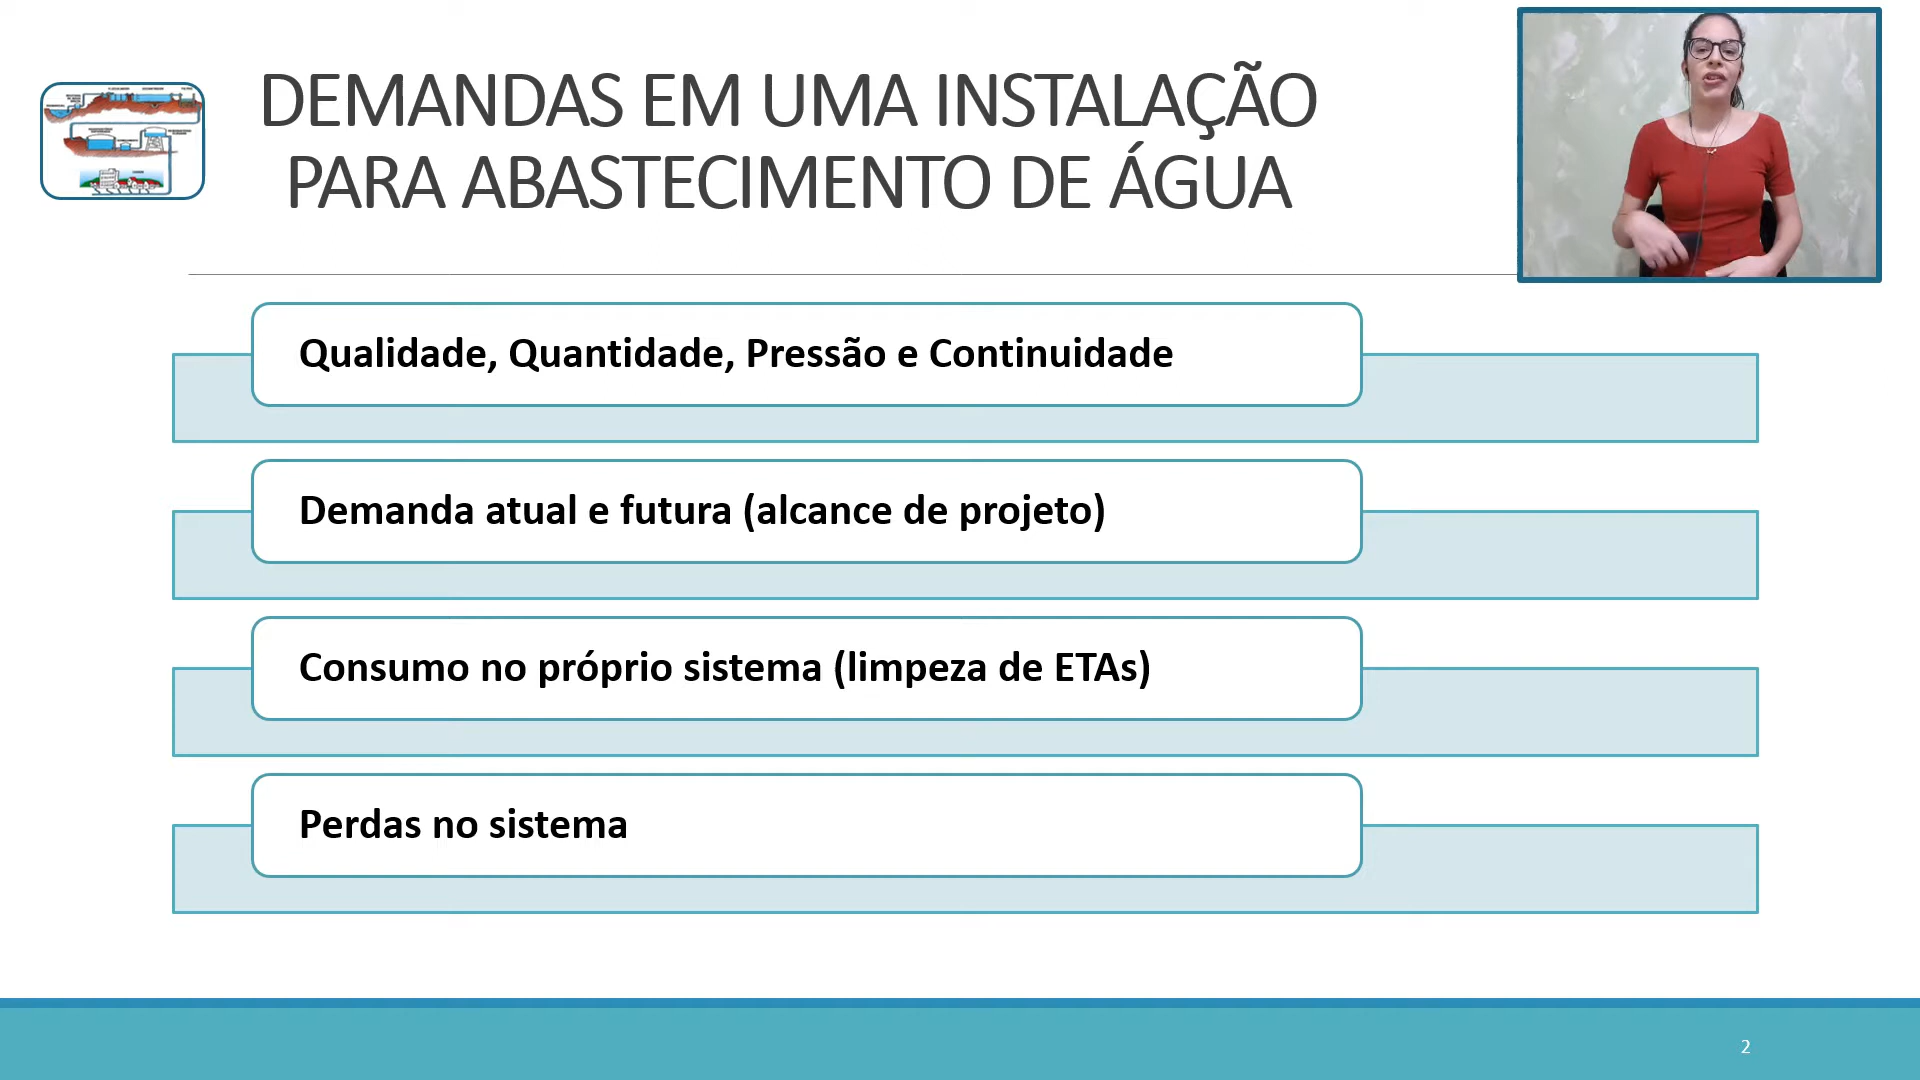 DEMANDAS EM UMA INSTALAÇÃO
PARA ABASTECIMENTO DE ÁGUA
Qualidade, Quantidade, Pressão e Continuidade
Demanda atual e futura (alcance de projeto)
Consumo no próprio sistema (limpeza de ETAs)
Perdas no sistema
2